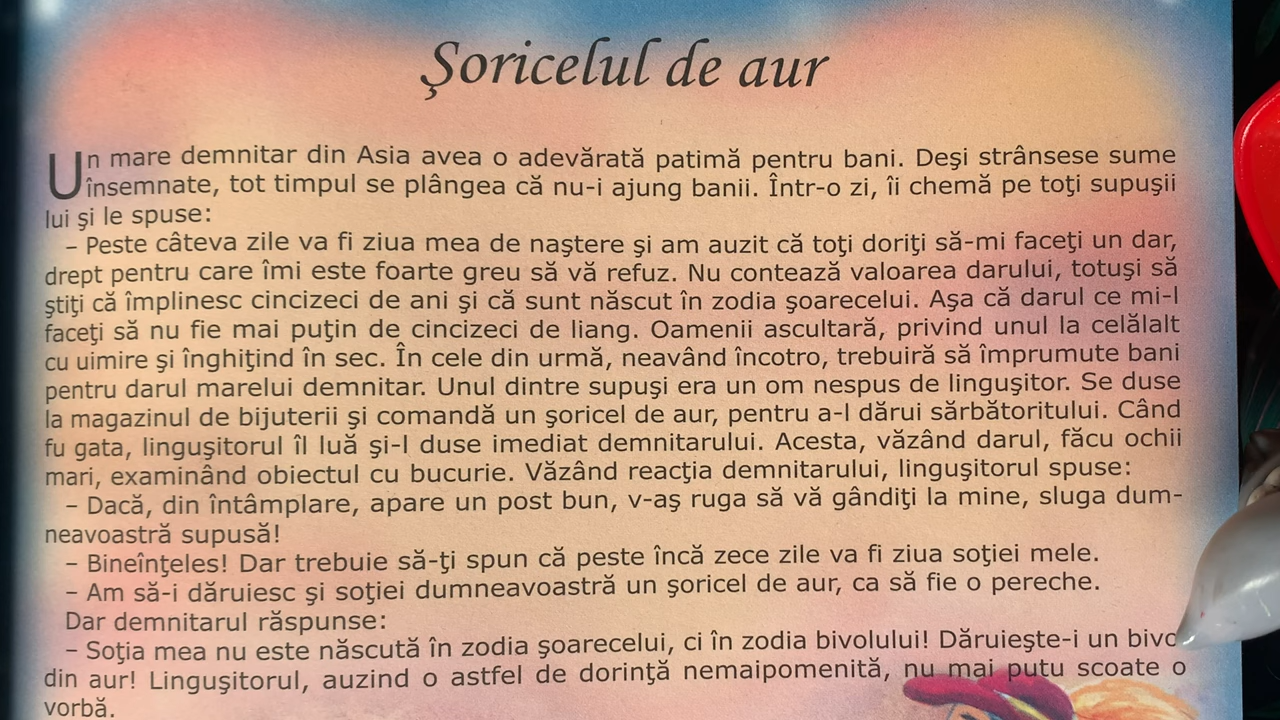 Şoricelul de aur
Un mare demnitar din Asia avea o adevărată patimă pentru bani. Deşi strânsese sume
însemnate, tot timpul se plângea că nu-i ajung banii. Într-o zi, îi chemă pe toţi supuşii
lui şi le spuse:
– Peste câteva zile va fi ziua mea de naştere şi am auzit că toţi doriţi să-mi faceţi un dar,
drept pentru care îmi este foarte greu să vă refuz. Nu contează valoarea darului, totuşi să
ştiţi că împlinesc cincizeci de ani şi că sunt născut în zodia şoarecelui. Aşa că darul ce mi-l
faceţi să nu fie mai puţin de cincizeci de liang. Oamenii ascultară, privind unul la celălalt
cu uimire şi înghiţind în sec. În cele din urmă, neavând încotro, trebuiră să împrumute bani
pentru darul marelui demnitar. Unul dintre supuşi era un om nespus de linguşitor. Se duse
la magazinul de bijuterii şi comandă un şoricel de aur, pentru a-l dărui sărbătoritului. Când
fu gata, linguşitorul îl luă şi-l duse imediat demnitarului. Acesta, văzând darul, făcu ochii
mari, examinând obiectul cu bucurie. Văzând reacţia demnitarului, linguşitorul spuse:
– Dacă, din întâmplare, apare un post bun, v-aş ruga să vă gândiţi la mine, sluga dum-
neavoastră supusă!
– Bineînţeles! Dar trebuie să-ţi spun că peste încă zece zile va fi ziua soţiei mele.
– Am să-i dăruiesc şi soţiei dumneavoastră un şoricel de aur, ca să fie o pereche.
Dar demnitarul răspunse:
– Soţia mea nu este născută în zodia şoarecelui, ci în zodia bivolului! Dăruieşte-i un bivo
din aur! Linguşitorul, auzind o astfel de dorinţă nemaipomenită, nu mai putu scoate o
vorbă.